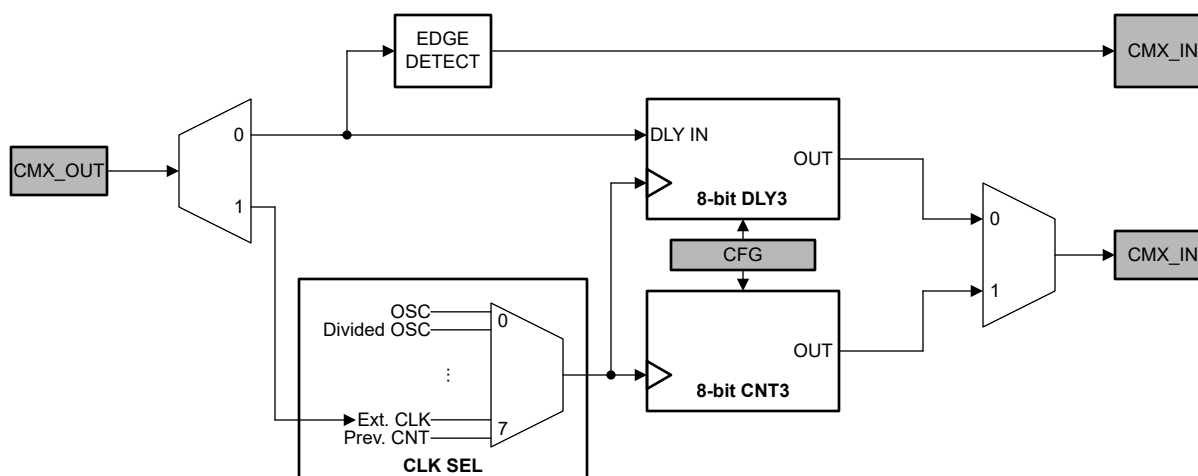 EDGE
DETECT
CMX_IN
0
DLY IN
CMX_OUT
OUT
1
8-bit DLY3
0
CFG
CMX_IN
1
OSC
0
Divided OSC
OUT
⋮
8-bit CNT3
Ext. CLK
7
Prev. CNT
CLK SEL